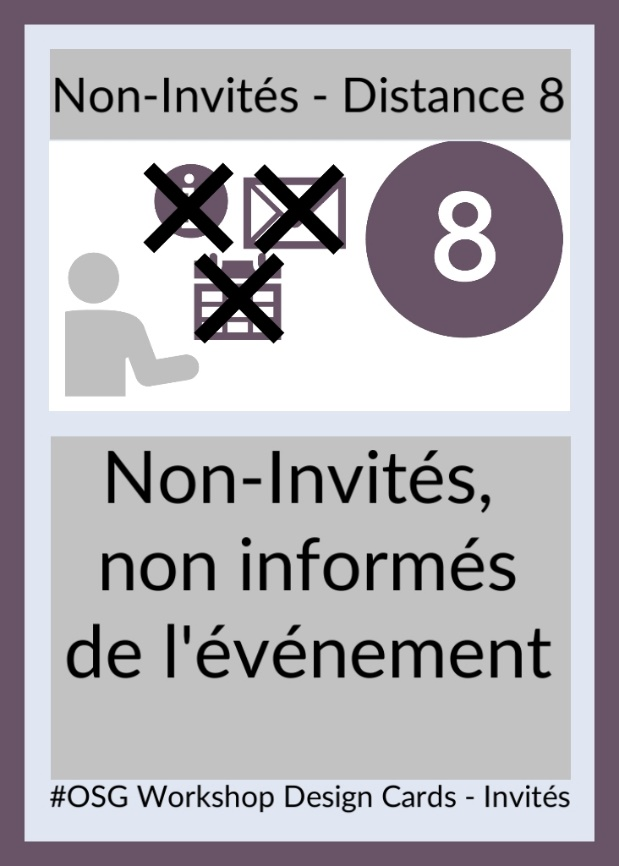 Non-Invités - Distance 8
8
Non-Invités,
non informés
de l'événement
#OSG Workshop Design Cards - Invités